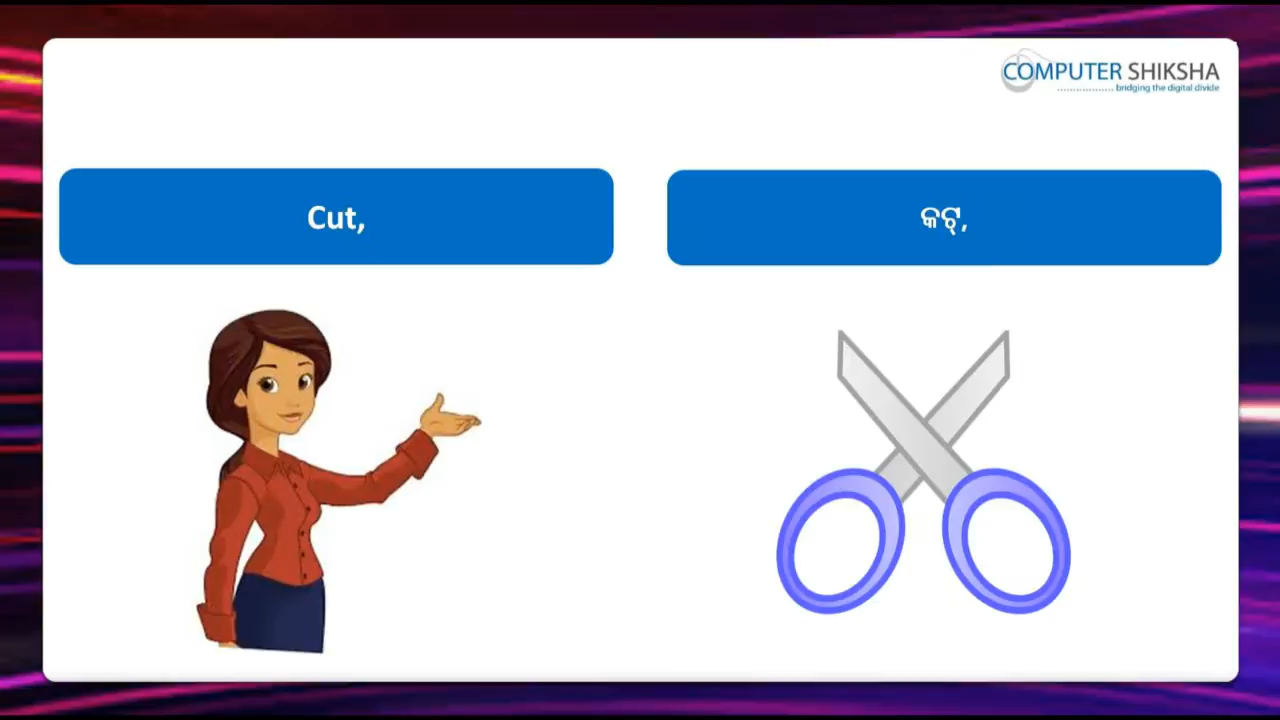 COMPUTER SHIKSHA
bridging the digital divide
Cut,
କଟ୍,